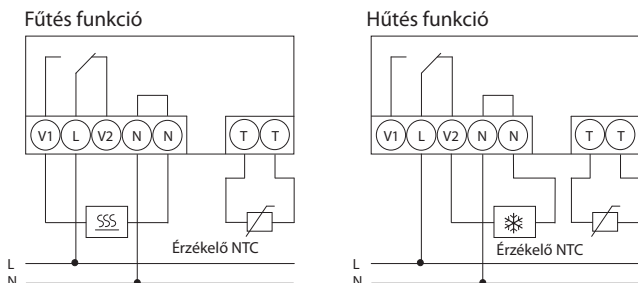 Fűtés funkció
V1 L V2 N N T T
Érzékelő NTC
L
N
Hűtés funkció
V1 L V2 N N T T
Érzékelő NTC
L
N